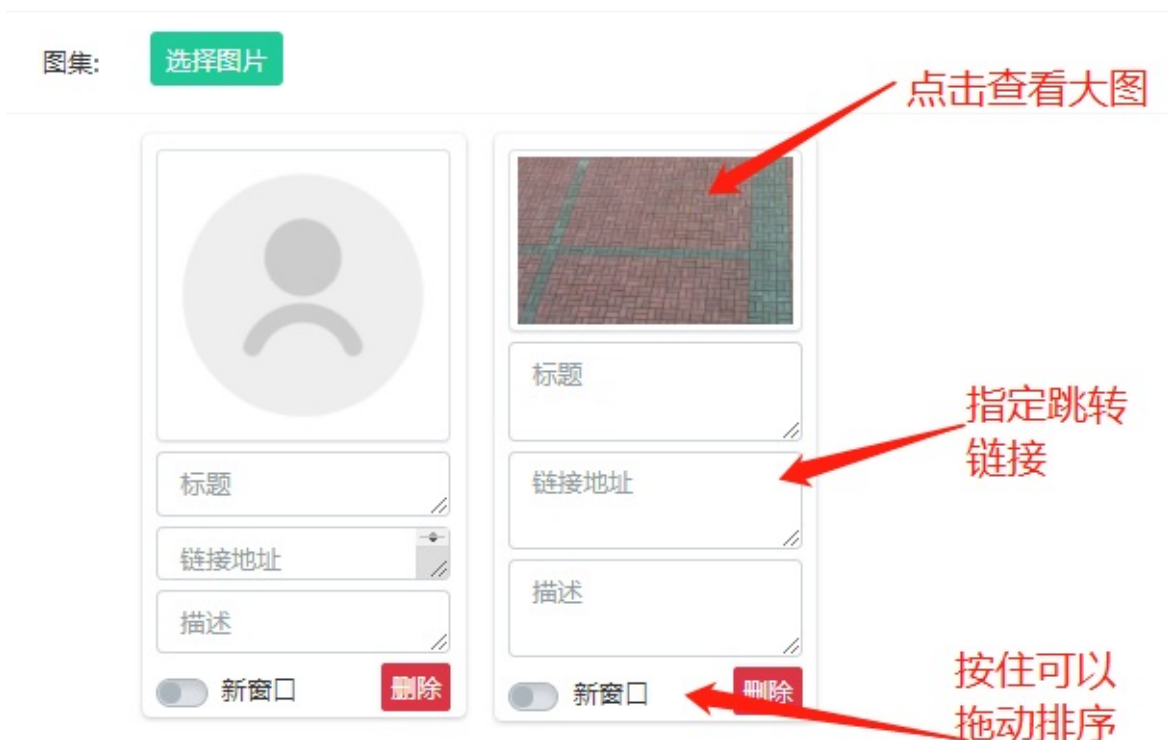 图集:
选择图片
点击查看大图
标题
链接地址
描述
新窗口
删除
标题
链接地址
描述
新窗口
删除
指定跳转
链接
按住可以
拖动排序